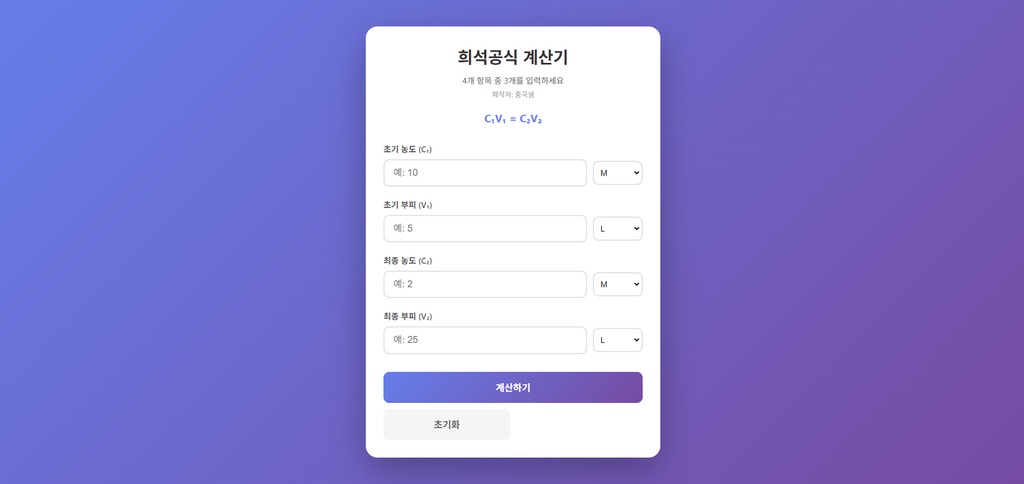 희석공식 계산기
4개 항목 중 3개를 입력하세요
제작자: 중국샘
C₁V₁ = C₂V₂
초기 농도 (C₁)
예: 10
M
초기 부피 (V₁)
예: 5
L
최종 농도 (C₂)
예: 2
M
최종 부피 (V₂)
예: 25
L
계산하기
초기화